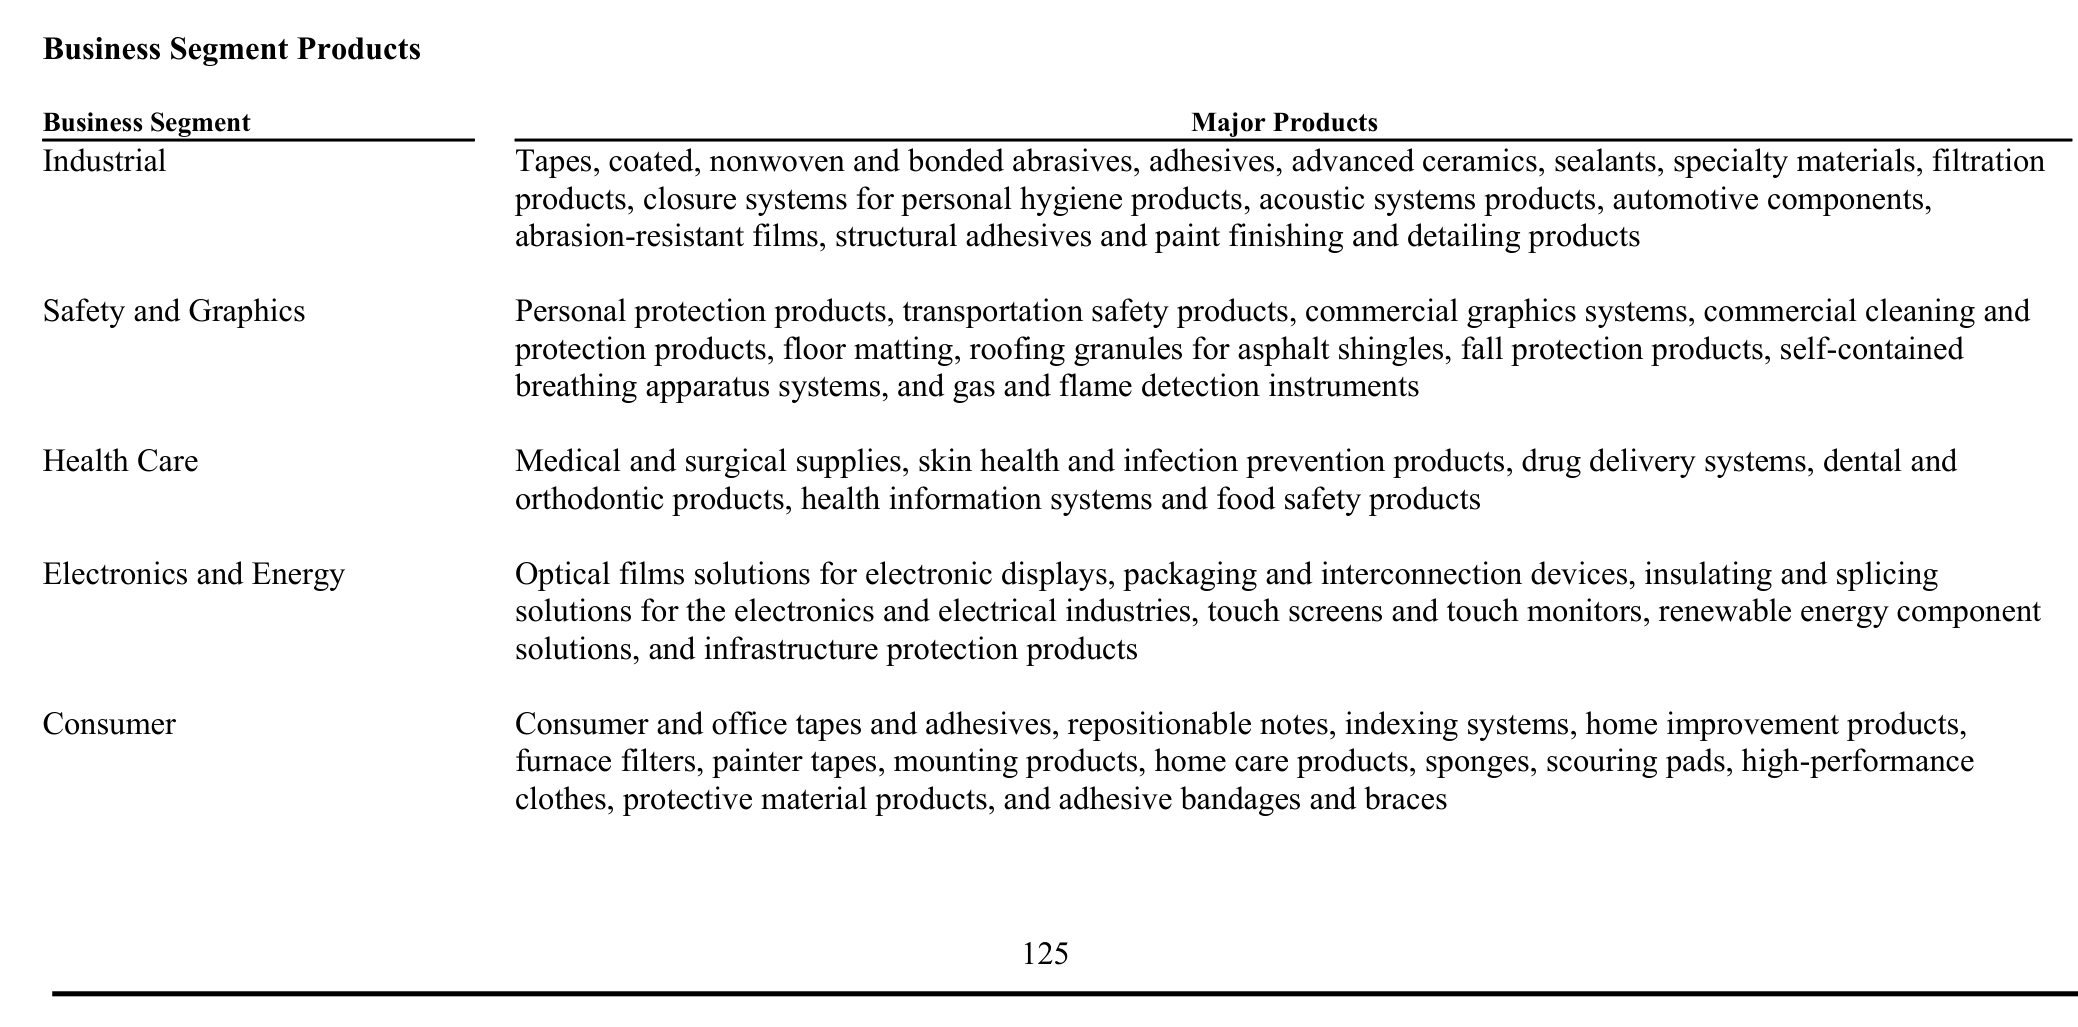 Business Segment Products
Business Segment Major Products
Industrial Tapes, coated, nonwoven and bonded abrasives, adhesives, advanced ceramics, sealants, specialty materials, filtration
products, closure systems for personal hygiene products, acoustic systems products, automotive components,
abrasion-resistant films, structural adhesives and paint finishing and detailing products
Safety and Graphics Personal protection products, transportation safety products, commercial graphics systems, commercial cleaning and
protection products, floor matting, roofing granules for asphalt shingles, fall protection products, self-contained
breathing apparatus systems, and gas and flame detection instruments
Health Care Medical and surgical supplies, skin health and infection prevention products, drug delivery systems, dental and
orthodontic products, health information systems and food safety products
Electronics and Energy Optical films solutions for electronic displays, packaging and interconnection devices, insulating and splicing
solutions for the electronics and electrical industries, touch screens and touch monitors, renewable energy component
solutions, and infrastructure protection products
Consumer Consumer and office tapes and adhesives, repositionable notes, indexing systems, home improvement products,
furnace filters, painter tapes, mounting products, home care products, sponges, scouring pads, high-performance
clothes, protective material products, and adhesive bandages and braces
125